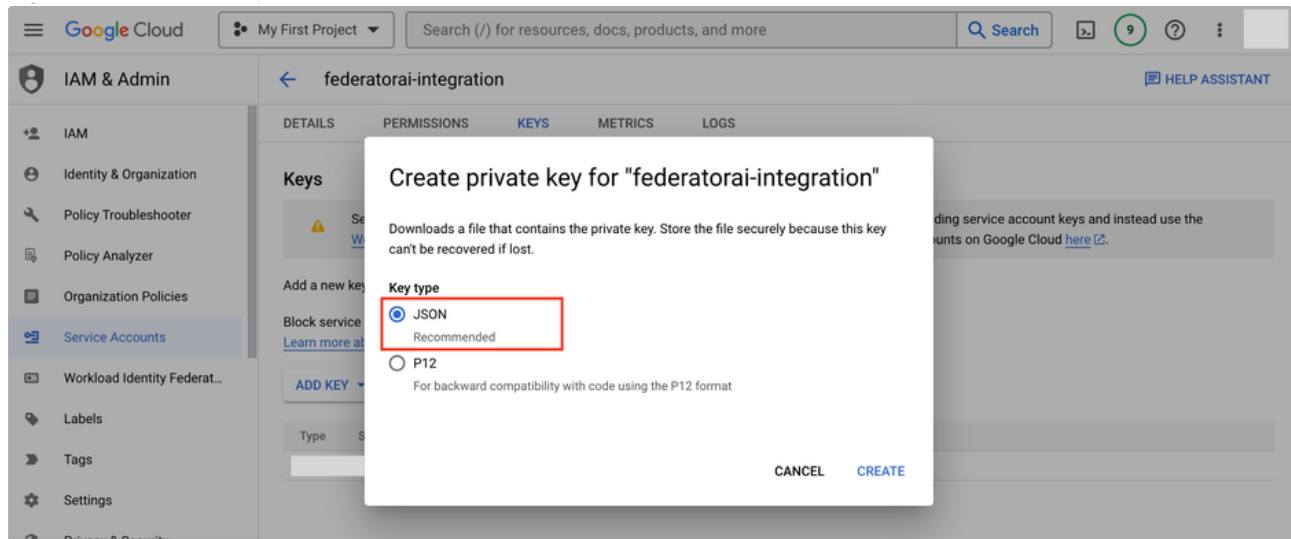 Google Cloud
My First Project
Search (/) for resources, docs, products, and more
Search
9
IAM & Admin
federatorai-integration
HELP ASSISTANT
IAM
Identity & Organization
Policy Troubleshooter
Policy Analyzer
Organization Policies
Service Accounts
Workload Identity Federat...
Labels
Tags
Settings
DETAILS PERMISSIONS KEYS METRICS LOGS
Keys
ding service account keys and instead use the
unts on Google Cloud here
Add a new key
Block service
Learn more
ADD KEY
Type
Create private key for "federatorai-integration"
Downloads a file that contains the private key. Store the file securely because this key
can't be recovered if lost.
Key type
JSON
Recommended
P12
For backward compatibility with code using the P12 format
CANCEL CREATE